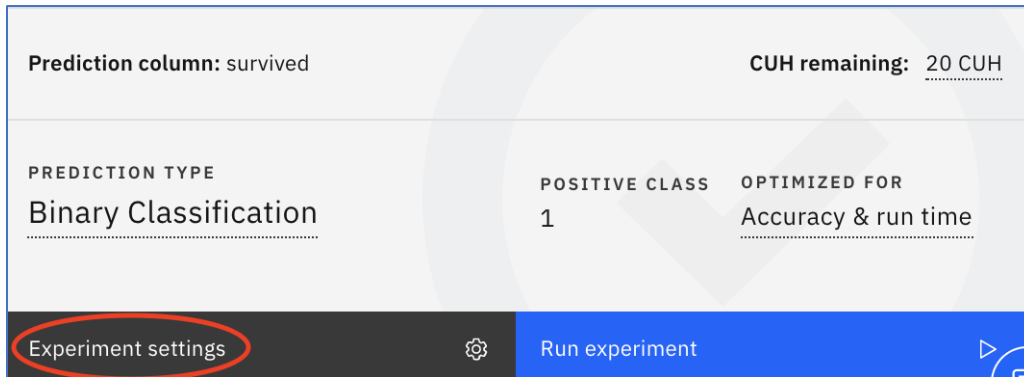 Prediction column: survived
CUH remaining: 20 CUH
PREDICTION TYPE
Binary Classification
POSITIVE CLASS
1
OPTIMIZED FOR
Accuracy & run time
Experiment settings
Run experiment